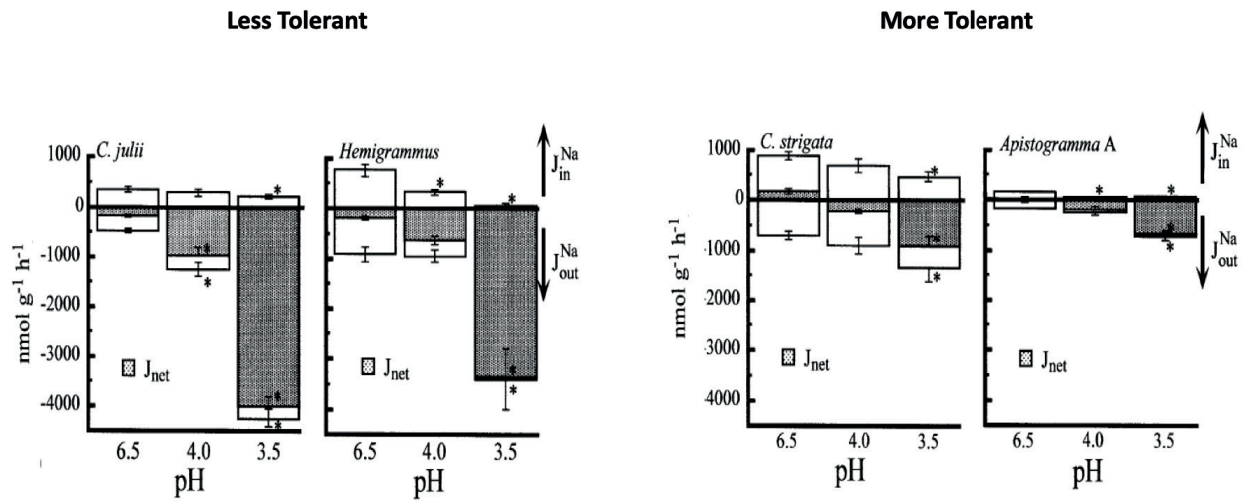 Less Tolerant
More Tolerant
C. julii
Hemigrammus
1000
0
-1000
-2000
-3000
-4000
nmol g⁻¹ h⁻¹
* * * * *
* * * *
J_in^Na
J_out^Na
J_net
J_net
6.5 4.0 3.5
6.5 4.0 3.5
pH
pH
C. strigata
Apistogramma A
1000
0
-1000
-2000
-3000
-4000
nmol g⁻¹ h⁻¹
* * *
* * * *
J_in^Na
J_out^Na
J_net
J_net
6.5 4.0 3.5
6.5 4.0 3.5
pH
pH